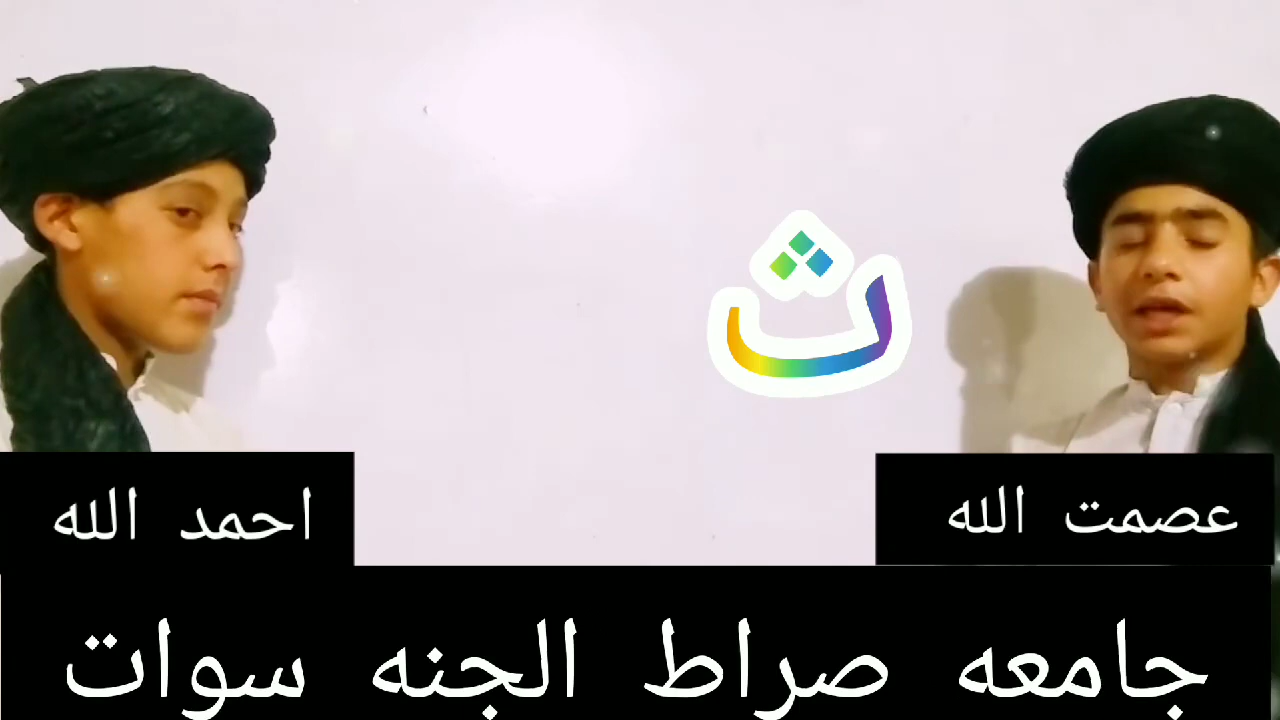 ث
عصمت الله
احمد الله
جامعه صراط الجنه سوات